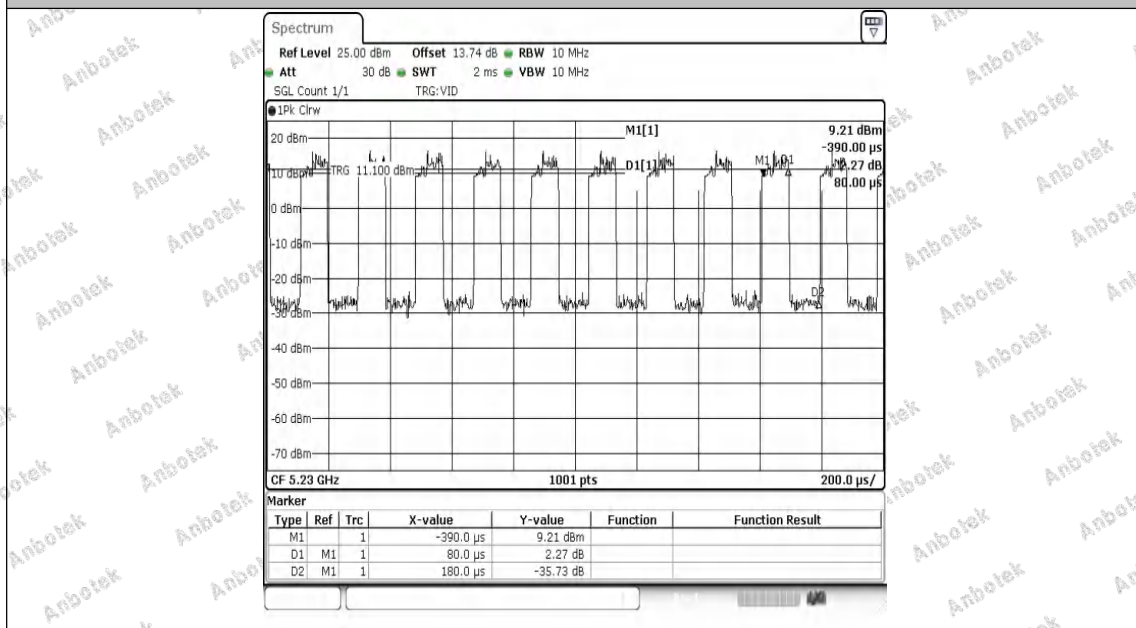 Spectrum
Ref Level 25.00 dBm Offset 13.74 dB RBW 10 MHz
Att 30 dB SWT 2 ms VBW 10 MHz
SGL Count 1/1 TRG:VID
1Pk Clrw
M1[1] 9.21 dBm
-390.00 µs
D1[1] 2.27 dB
80.00 µs
M1 D1
20 dBm
10 dBm TRG 11.100 dBm
0 dBm
-10 dBm
-20 dBm
D2
-30 dBm
-40 dBm
-50 dBm
-60 dBm
-70 dBm
CF 5.23 GHz 1001 pts 200.0 µs/
Marker
Type Ref Trc X-value Y-value Function Function Result
M1 1 -390.0 µs 9.21 dBm
D1 M1 1 80.0 µs 2.27 dB
D2 M1 1 180.0 µs -35.73 dB
Anbotek